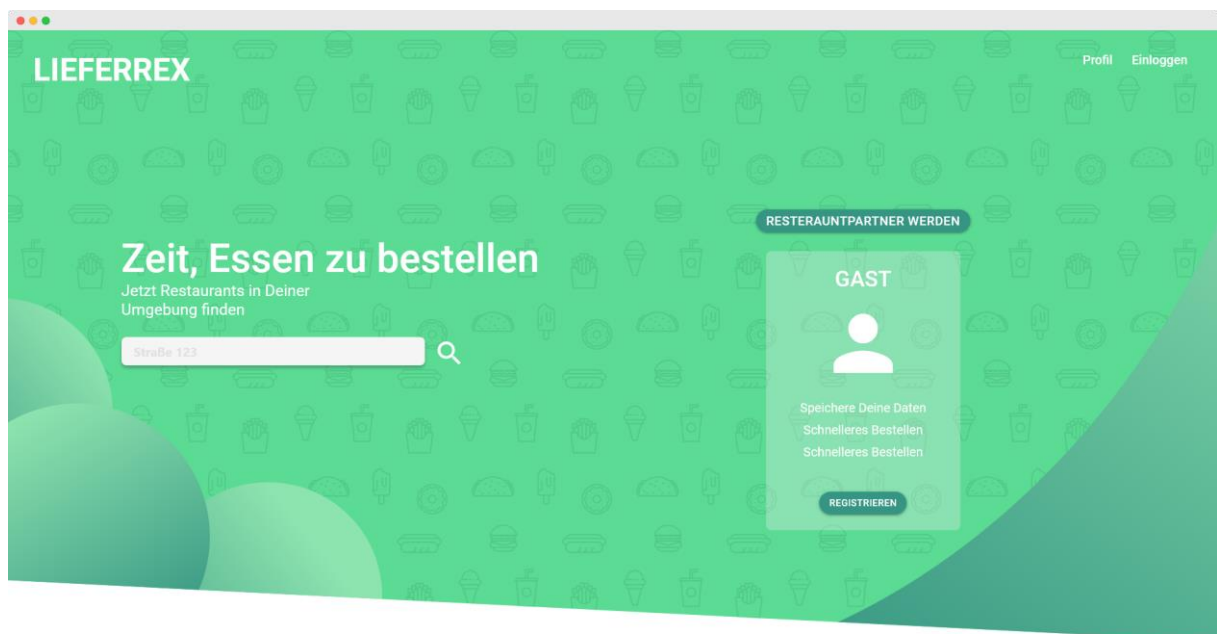 LIEFERREX
Profil Einloggen
RESTERAUNTPARTNER WERDEN
Zeit, Essen zu bestellen
Jetzt Restaurants in Deiner
Umgebung finden
Straße 123
GAST
Speichere Deine Daten
Schnelleres Bestellen
Schnelleres Bestellen
REGISTRIEREN